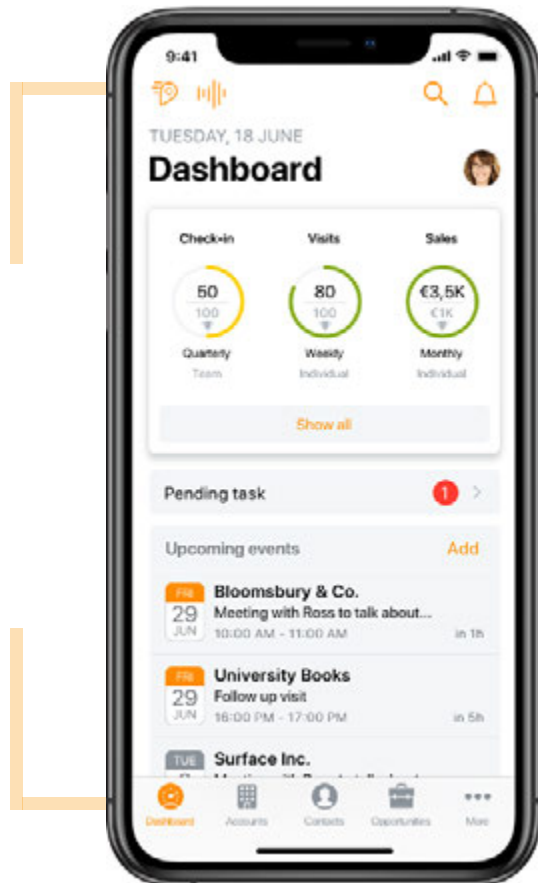 9:41
TUESDAY, 18 JUNE
Dashboard
Check-in Visits Sales
50 80 €3,5K
100 100 €1K
Quarterly Weekly Monthly
Team Individual Individual
Show all
Pending task 1
Upcoming events Add
FRI Bloomsbury & Co.
29 Meeting with Ross to talk about...
JUN 10:00 AM - 11:00 AM in 1h
FRI University Books
29 Follow up visit
JUN 16:00 PM - 17:00 PM in 5h
TUE Surface Inc.
Dashboard Accounts Contacts Opportunities More